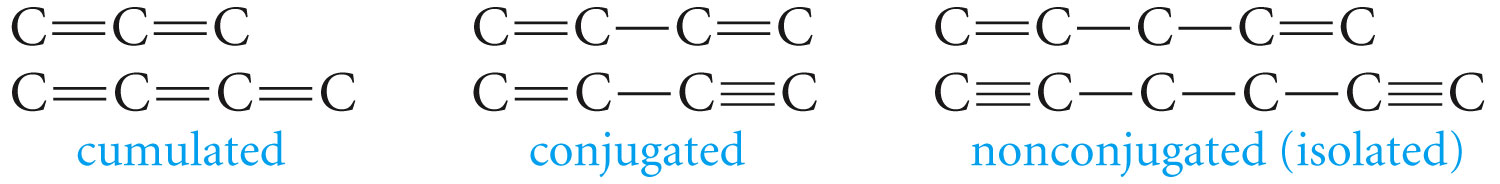 C=C=C C=C—C=C C=C—C—C=C
C=C=C=C C=C—C≡C C≡C—C—C—C≡C
cumulated conjugated nonconjugated (isolated)